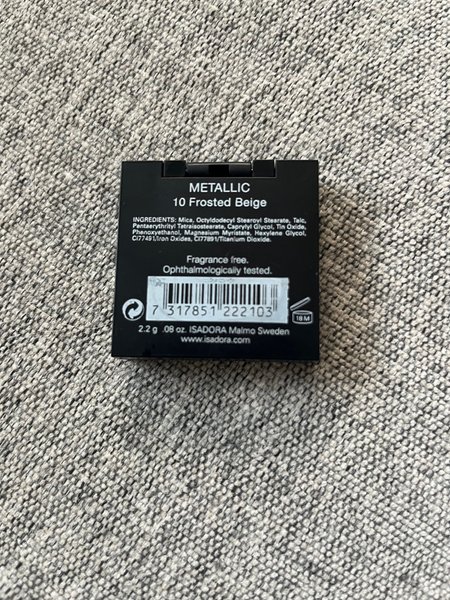 METALLIC
10 Frosted Beige
INGREDIENTS: Mica, Octyldodecyl Stearoyl Stearate, Talc,
Pentaerythrityl Tetraisostearate, Caprylyl Glycol, Tin Oxide,
Phenoxyethanol, Magnesium Myristate, Hexylene Glycol,
CI77491/Iron Oxides, CI77891/Titanium Dioxide.
Fragrance free.
Ophthalmologically tested.
7 317851 222103
18 M
2.2 g .08 oz. ISADORA Malmo Sweden
www.isadora.com